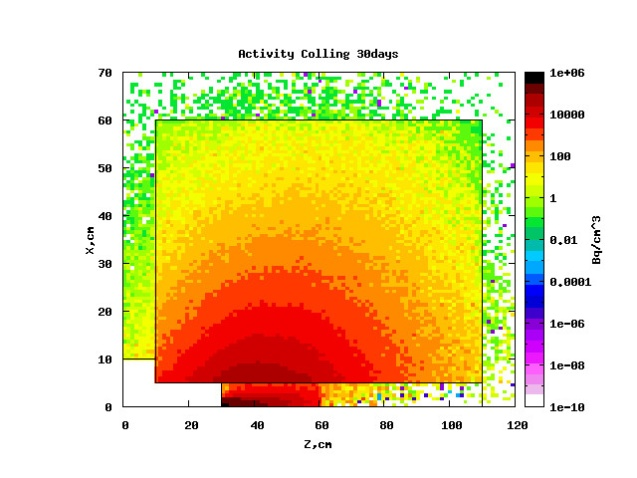 Activity Colling 30days
70
60
50
40
30
20
10
0
X,cm
0 20 40 60 80 100 120
Z,cm
1e+06
10000
100
1
0.01
0.0001
1e-06
1e-08
1e-10
Bq/cm^3